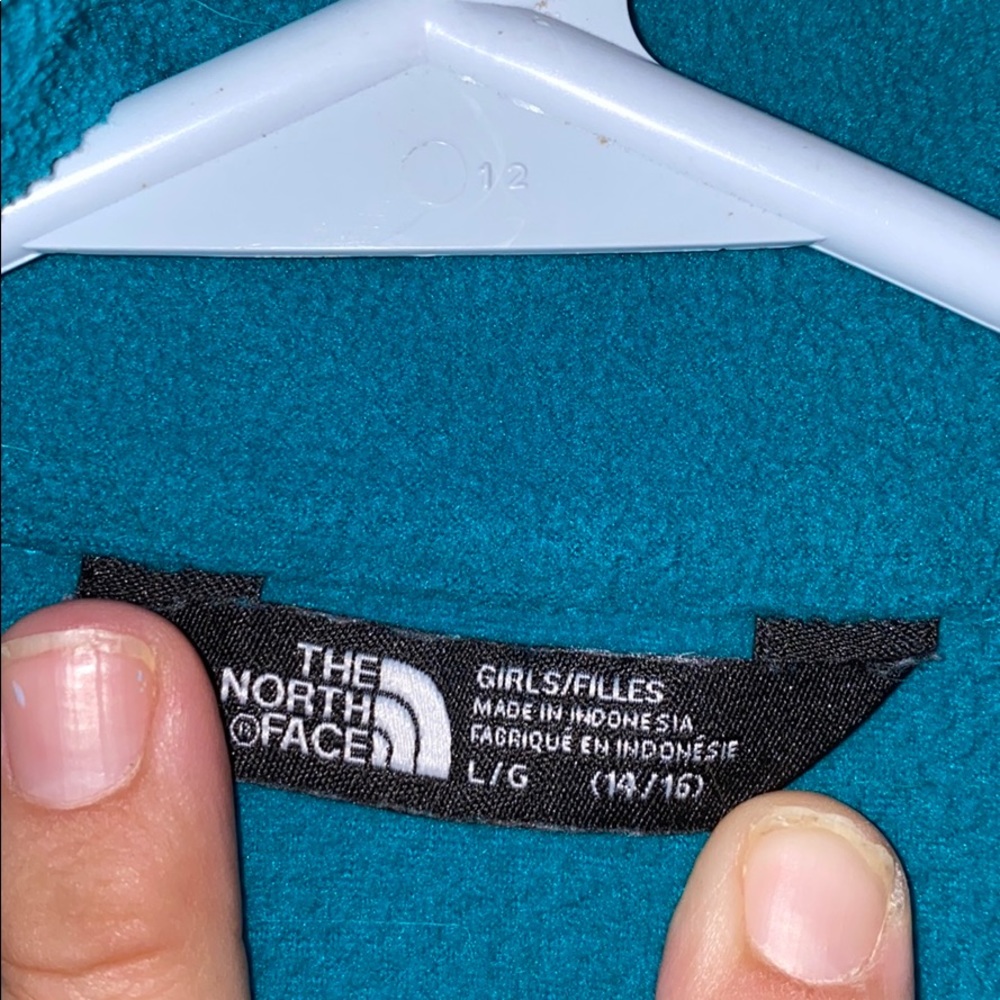 12
THE
NORTH
®FACE
GIRLS/FILLES
MADE IN INDONESIA
FABRIQUÉ EN INDONÉSIE
L/G (14/16)